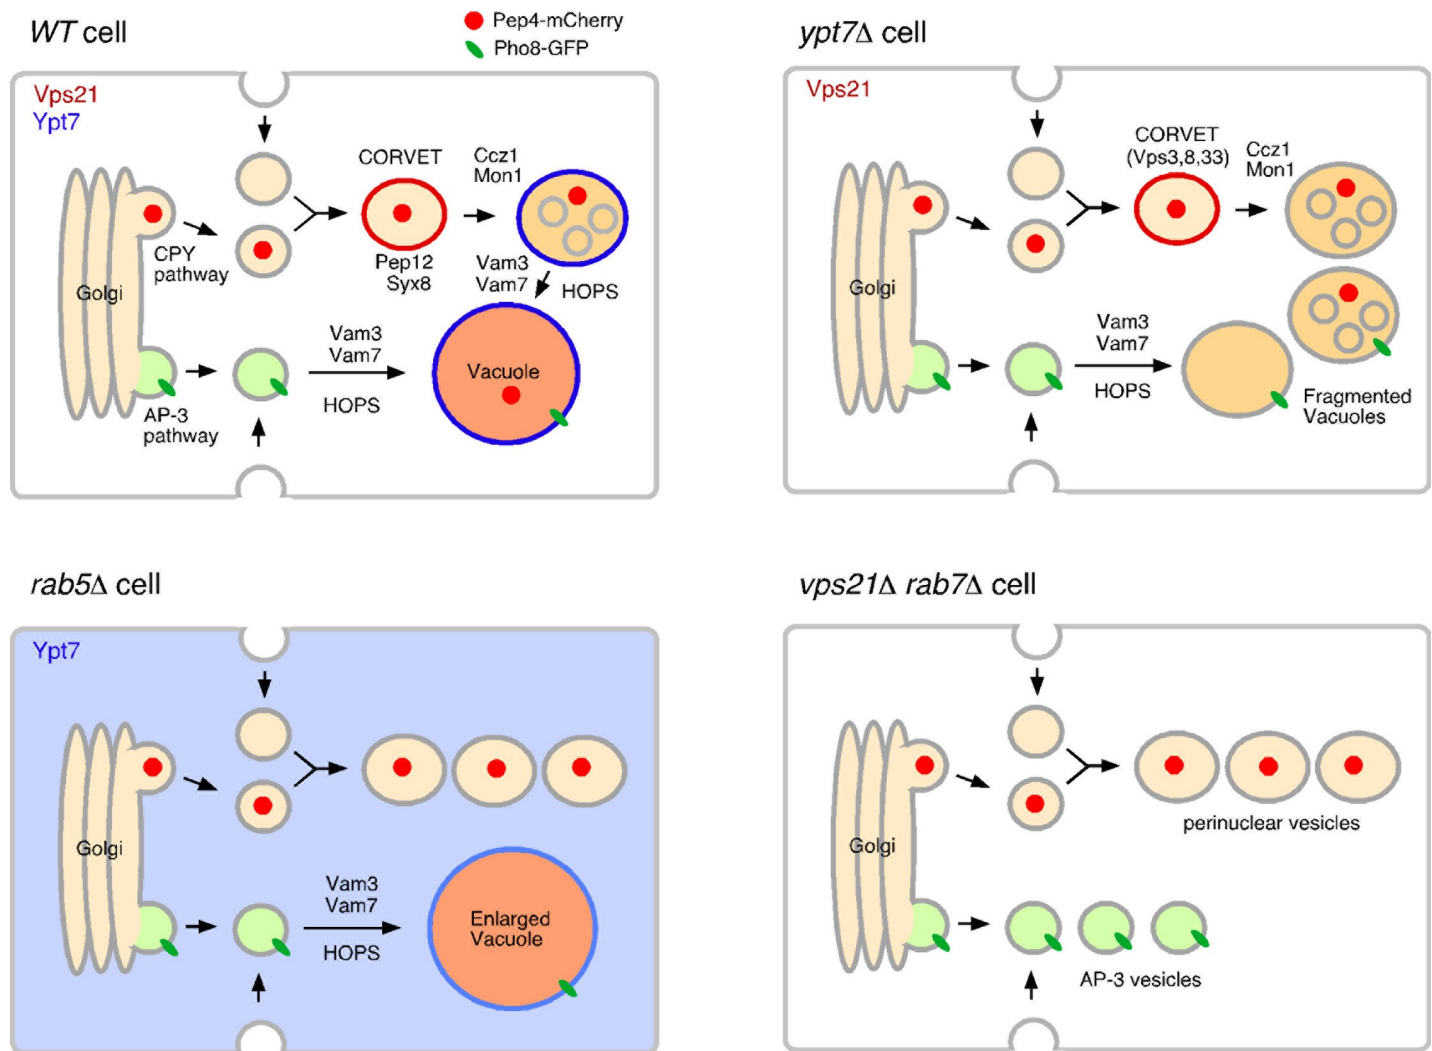 WT cell
Pep4-mCherry
Pho8-GFP
Vps21
Ypt7
CORVET
Ccz1
Mon1
CPY
pathway
Golgi
Pep12
Syx8
Vam3
Vam7
HOPS
Vam3
Vam7
HOPS
Vacuole
AP-3
pathway
ypt7Δ cell
Vps21
CORVET
(Vps3,8,33)
Ccz1
Mon1
Golgi
Vam3
Vam7
HOPS
Fragmented
Vacuoles
rab5Δ cell
Ypt7
Golgi
Vam3
Vam7
HOPS
Enlarged
Vacuole
vps21Δ rab7Δ cell
Golgi
perinuclear vesicles
AP-3 vesicles